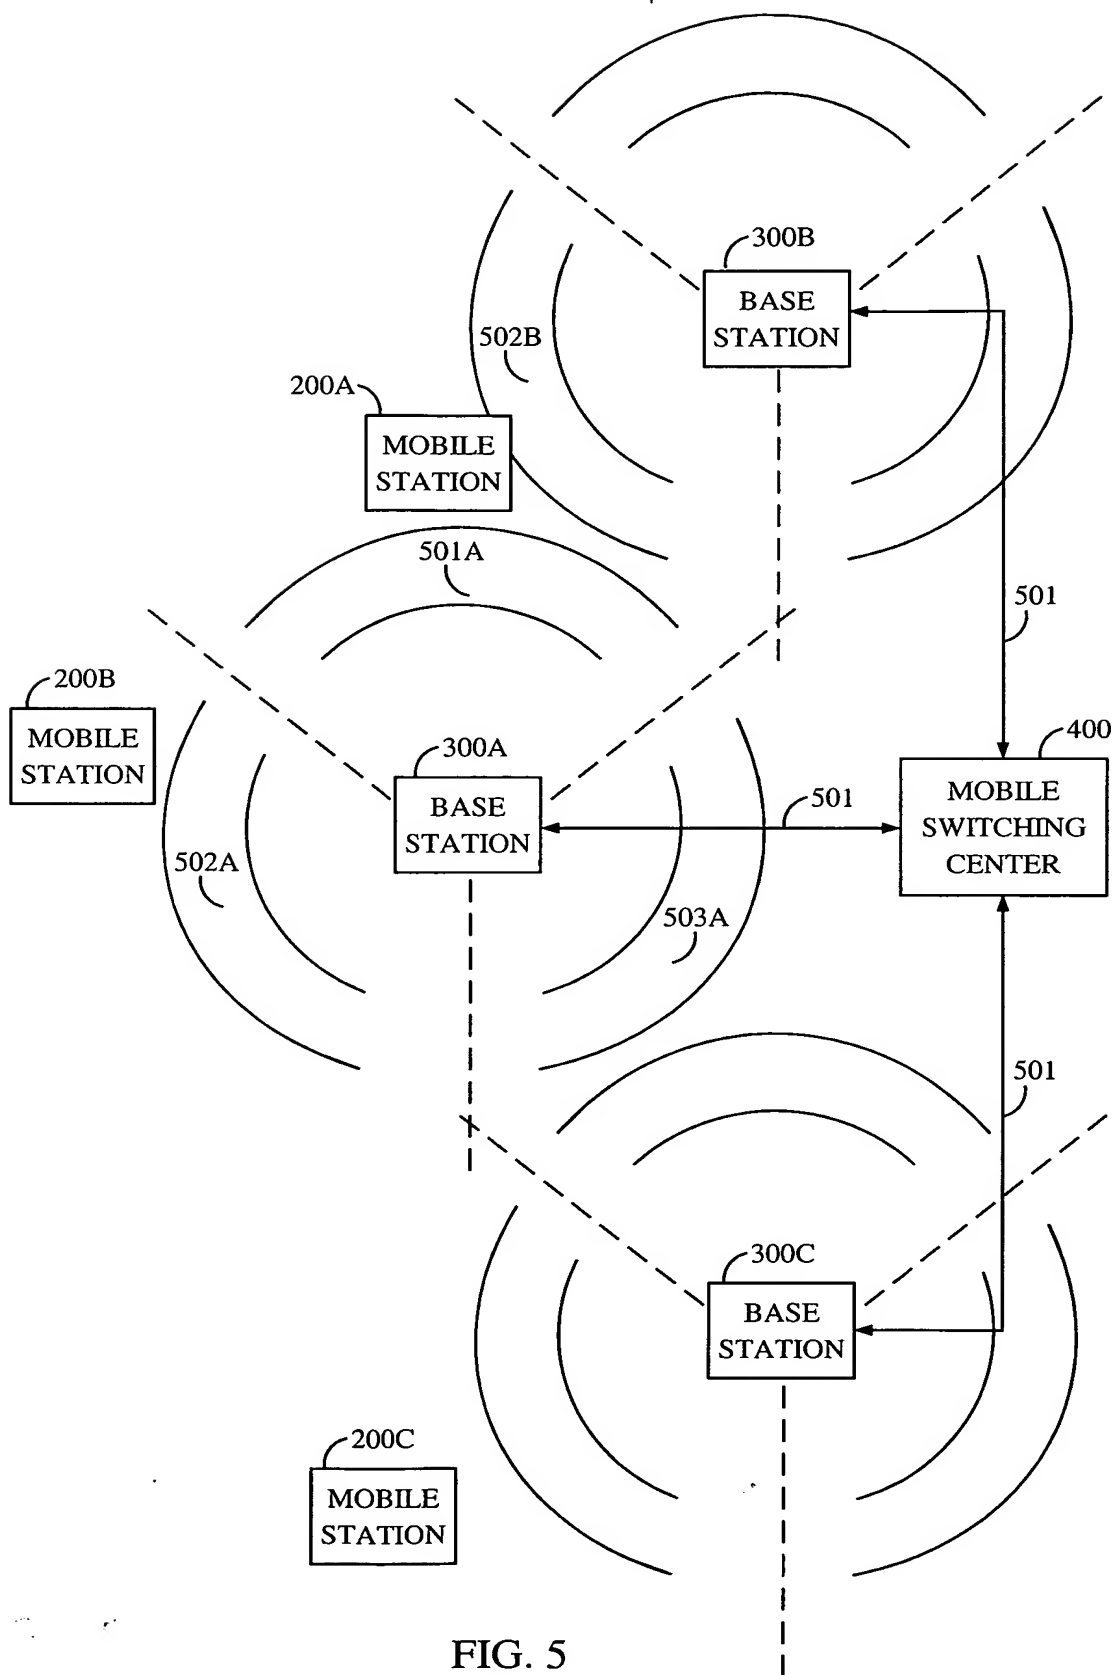 300B
BASE
STATION
502B
200A
MOBILE
STATION
501A
501
200B
MOBILE
STATION
300A
BASE
STATION
501
400
MOBILE
SWITCHING
CENTER
502A
503A
501
300C
BASE
STATION
200C
MOBILE
STATION
FIG. 5